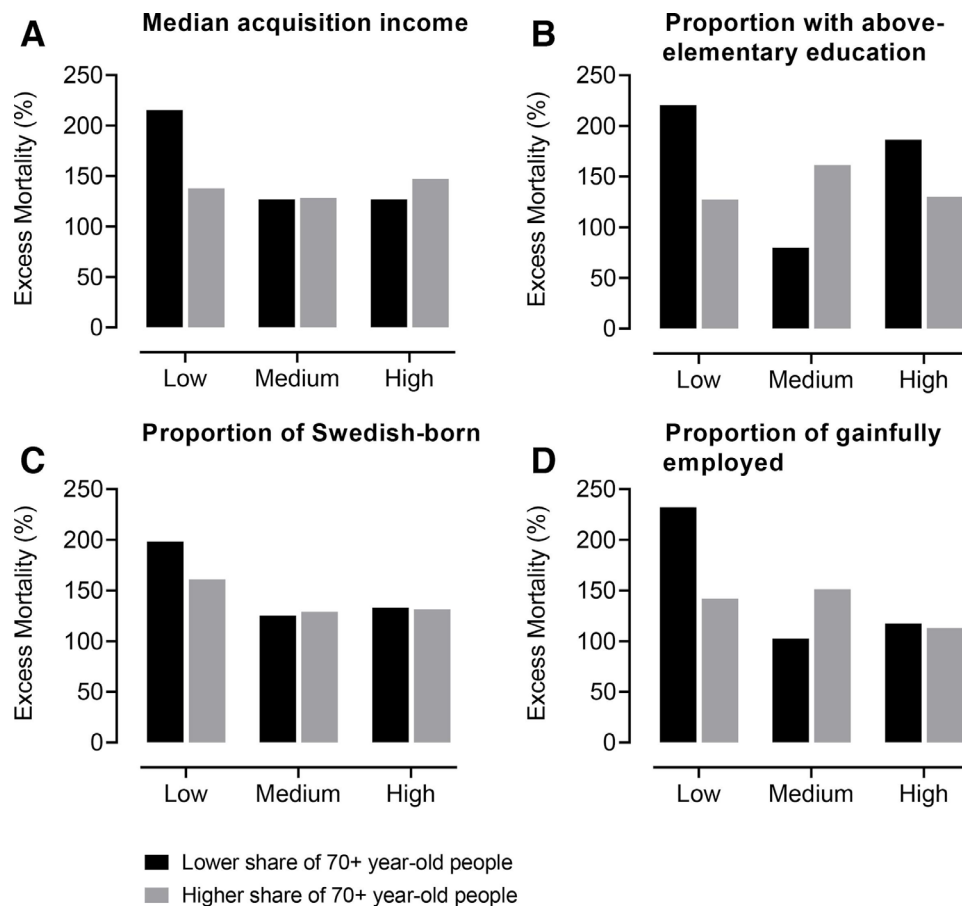 A
Median acquisition income
Excess Mortality (%)
250
200
150
100
50
0
Low Medium High
B
Proportion with above-
elementary education
Excess Mortality (%)
250
200
150
100
50
0
Low Medium High
C
Proportion of Swedish-born
Excess Mortality (%)
250
200
150
100
50
0
Low Medium High
D
Proportion of gainfully
employed
Excess Mortality (%)
250
200
150
100
50
0
Low Medium High
Lower share of 70+ year-old people
Higher share of 70+ year-old people